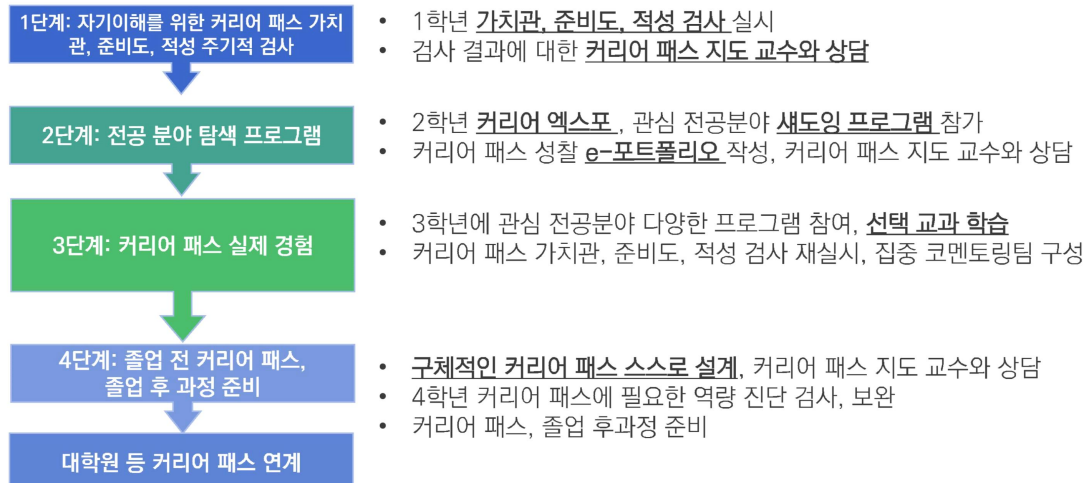 1단계: 자기이해를 위한 커리어 패스 가치
관, 준비도, 적성 주기적 검사
• 1학년 가치관, 준비도, 적성 검사 실시
• 검사 결과에 대한 커리어 패스 지도 교수와 상담
2단계: 전공 분야 탐색 프로그램
• 2학년 커리어 엑스포 , 관심 전공분야 섀도잉 프로그램 참가
• 커리어 패스 성찰 e-포트폴리오 작성, 커리어 패스 지도 교수와 상담
3단계: 커리어 패스 실제 경험
• 3학년에 관심 전공분야 다양한 프로그램 참여, 선택 교과 학습
• 커리어 패스 가치관, 준비도, 적성 검사 재실시, 집중 코멘토링팀 구성
4단계: 졸업 전 커리어 패스,
졸업 후 과정 준비
• 구체적인 커리어 패스 스스로 설계, 커리어 패스 지도 교수와 상담
• 4학년 커리어 패스에 필요한 역량 진단 검사, 보완
• 커리어 패스, 졸업 후과정 준비
대학원 등 커리어 패스 연계